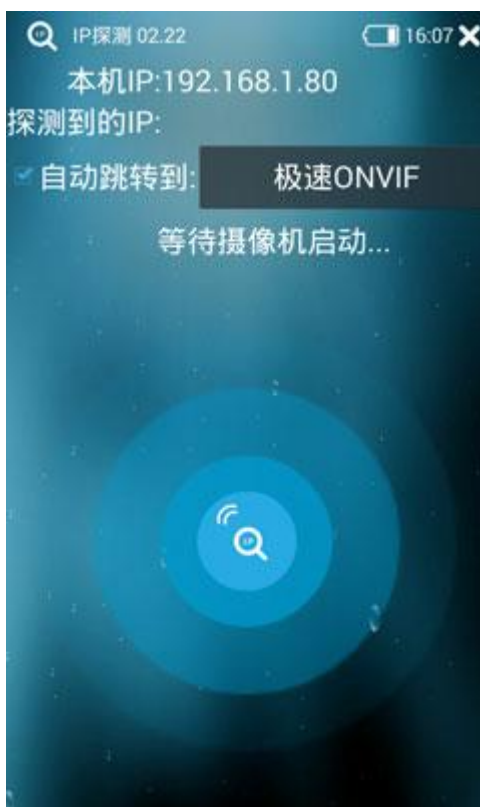 IP探测 02.22 16:07
本机IP:192.168.1.80
探测到的IP:
自动跳转到: 极速ONVIF
等待摄像机启动...
IP